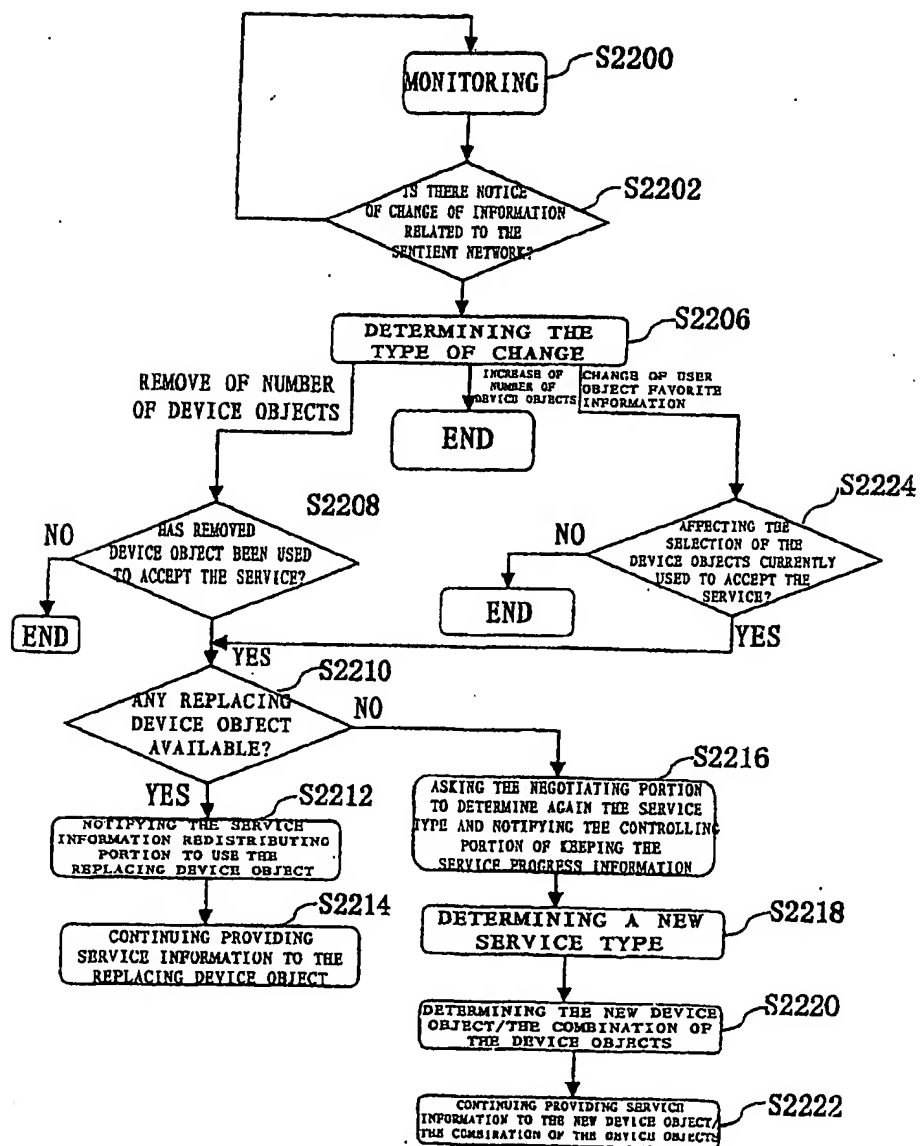 S2200
MONITORING
S2202
IS THERE NOTICE
OF CHANGE OF INFORMATION
RELATED TO THE
SENTIENT NETWORK?
S2206
DETERMINING THE
TYPE OF CHANGE
REMOVE OF NUMBER
OF DEVICE OBJECTS
INCREASE OF
NUMBER OF
DEVICE OBJECTS
CHANGE OF USER
OBJECT FAVORITE
INFORMATION
END
S2208
HAS REMOVED
DEVICE OBJECT BEEN USED
TO ACCEPT THE SERVICE?
NO
END
S2224
AFFECTING THE
SELECTION OF THE
DEVICE OBJECTS CURRENTLY
USED TO ACCEPT THE
SERVICE?
NO
END
YES
YES
S2210
ANY REPLACING
DEVICE OBJECT
AVAILABLE?
NO
YES
S2212
NOTIFYING THE SERVICE
INFORMATION REDISTRIBUTING
PORTION TO USE THE
REPLACING DEVICE OBJECT
S2214
CONTINUING PROVIDING
SERVICE INFORMATION TO THE
REPLACING DEVICE OBJECT
S2216
ASKING THE NEGOTIATING PORTION
TO DETERMINE AGAIN THE SERVICE
TYPE AND NOTIFYING THE CONTROLLING
PORTION OF KEEPING THE
SERVICE PROGRESS INFORMATION
S2218
DETERMINING A NEW
SERVICE TYPE
S2220
DETERMINING THE NEW DEVICE
OBJECT/THE COMBINATION OF
THE DEVICE OBJECTS
S2222
CONTINUING PROVIDING SERVICE
INFORMATION TO THE NEW DEVICE OBJECT/
THE COMBINATION OF THE DEVICE OBJECTS